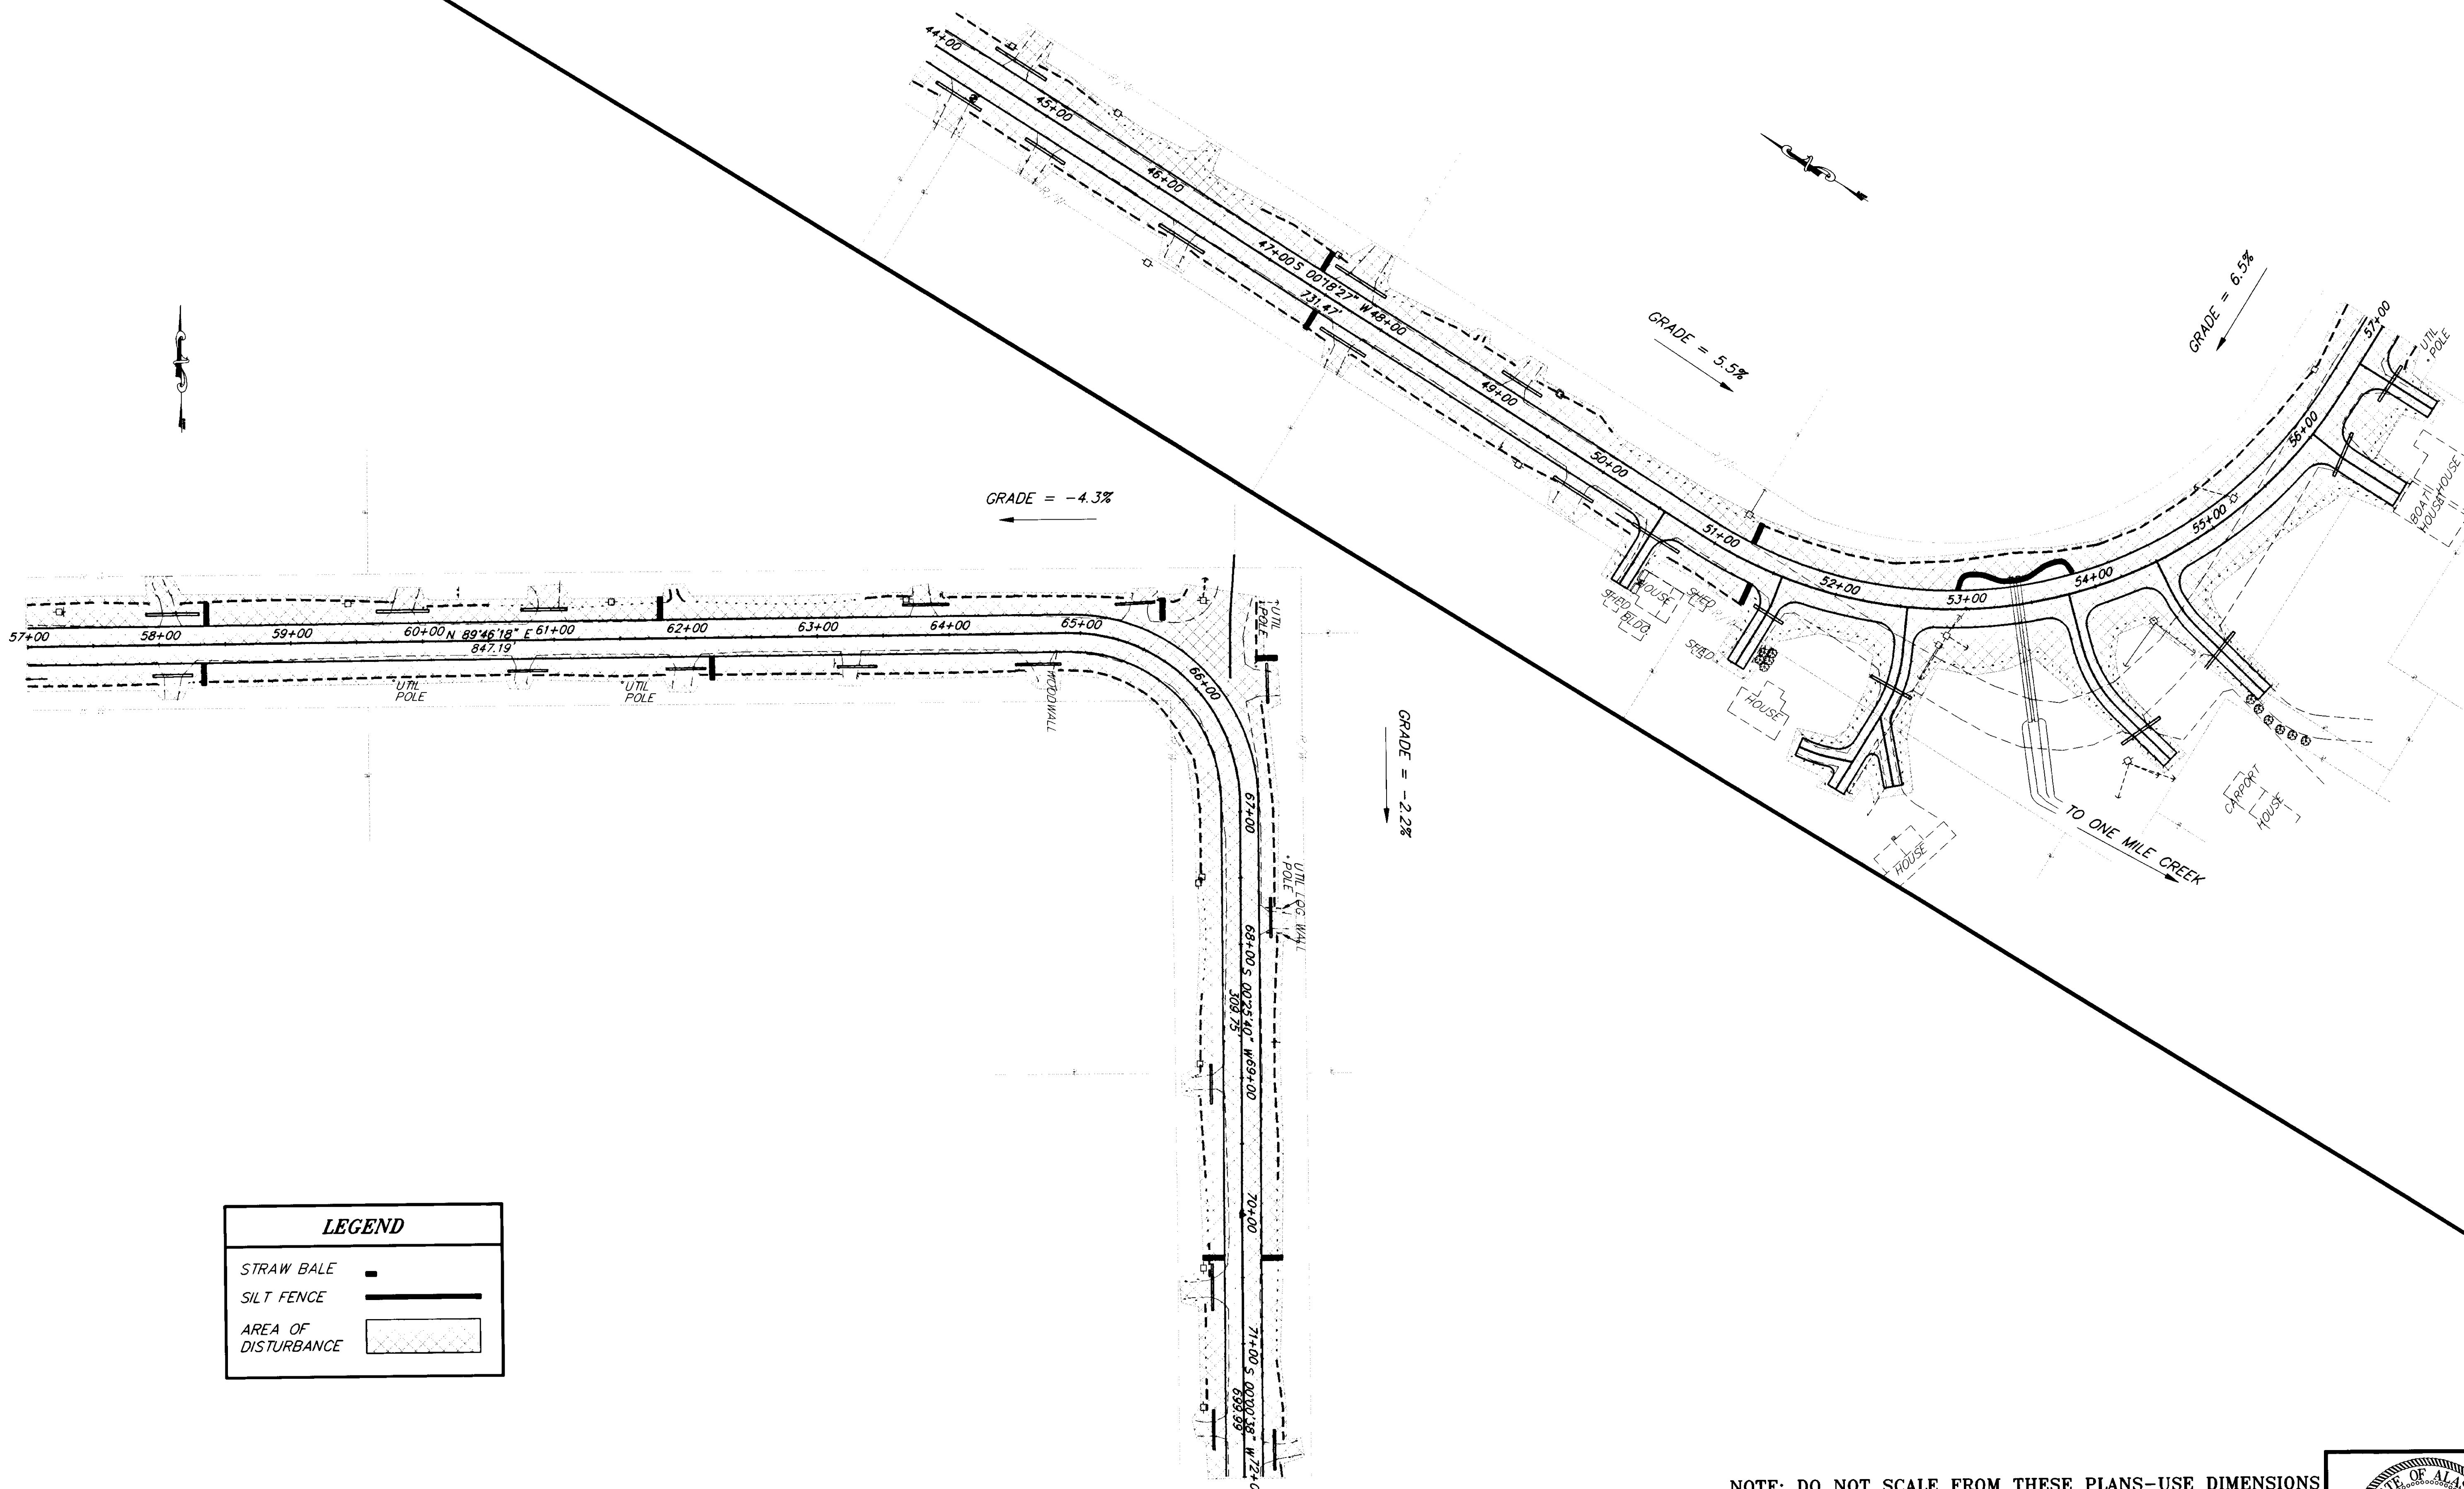 44+00
45+00
46+00
47+00
S 00°18'27" W
731.47'
48+00
49+00
50+00
51+00
52+00
53+00
54+00
55+00
56+00
57+00
GRADE = 5.5%
GRADE = 6.5%
UTIL
POLE
HOUSE
BOAT
HOUSE
HOUSE
SHED
SHED
BLDG.
SHED
HOUSE
HOUSE
CARPORT
HOUSE
TO ONE MILE CREEK
GRADE = -4.3%
57+00
58+00
59+00
60+00
N 89°46'18" E
847.19'
61+00
62+00
63+00
64+00
65+00
66+00
UTIL
POLE
UTIL
POLE
WOODWALL
UTIL
POLE
GRADE = -2.2%
67+00
UTIL
POLE
LOG WALL
68+00
S 00°25'40" W
309.75'
69+00
70+00
71+00
S 00°00'38" W
699.99'
LEGEND
STRAW BALE
SILT FENCE
AREA OF
DISTURBANCE
NOTE: DO NOT SCALE FROM THESE PLANS-USE DIMENSIONS